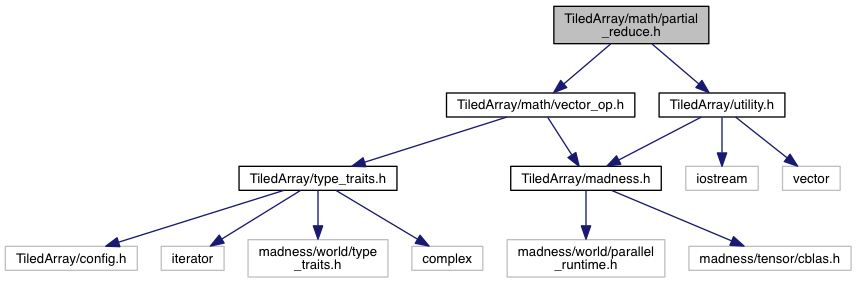 TiledArray/math/partial
_reduce.h
TiledArray/math/vector_op.h
TiledArray/utility.h
TiledArray/type_traits.h
TiledArray/madness.h
iostream
vector
TiledArray/config.h
iterator
madness/world/type
_traits.h
complex
madness/world/parallel
_runtime.h
madness/tensor/cblas.h